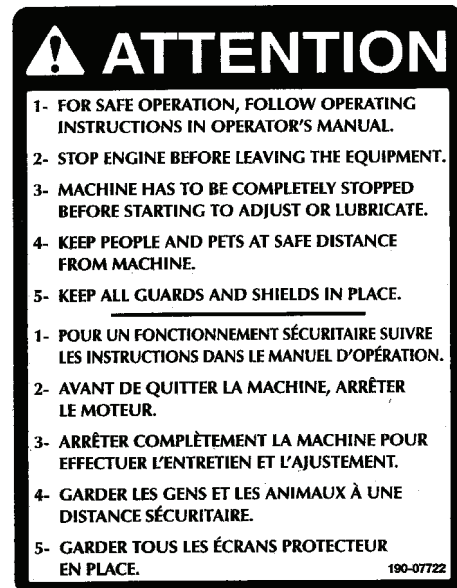 ATTENTION
1- FOR SAFE OPERATION, FOLLOW OPERATING
INSTRUCTIONS IN OPERATOR'S MANUAL.
2- STOP ENGINE BEFORE LEAVING THE EQUIPMENT.
3- MACHINE HAS TO BE COMPLETELY STOPPED
BEFORE STARTING TO ADJUST OR LUBRICATE.
4- KEEP PEOPLE AND PETS AT SAFE DISTANCE
FROM MACHINE.
5- KEEP ALL GUARDS AND SHIELDS IN PLACE.
1- POUR UN FONCTIONNEMENT SÉCURITAIRE SUIVRE
LES INSTRUCTIONS DANS LE MANUEL D'OPÉRATION.
2- AVANT DE QUITTER LA MACHINE, ARRÊTER
LE MOTEUR.
3- ARRÊTER COMPLÈTEMENT LA MACHINE POUR
EFFECTUER L'ENTRETIEN ET L'AJUSTEMENT.
4- GARDER LES GENS ET LES ANIMAUX À UNE
DISTANCE SÉCURITAIRE.
5- GARDER TOUS LES ÉCRANS PROTECTEUR
EN PLACE. 190-07722